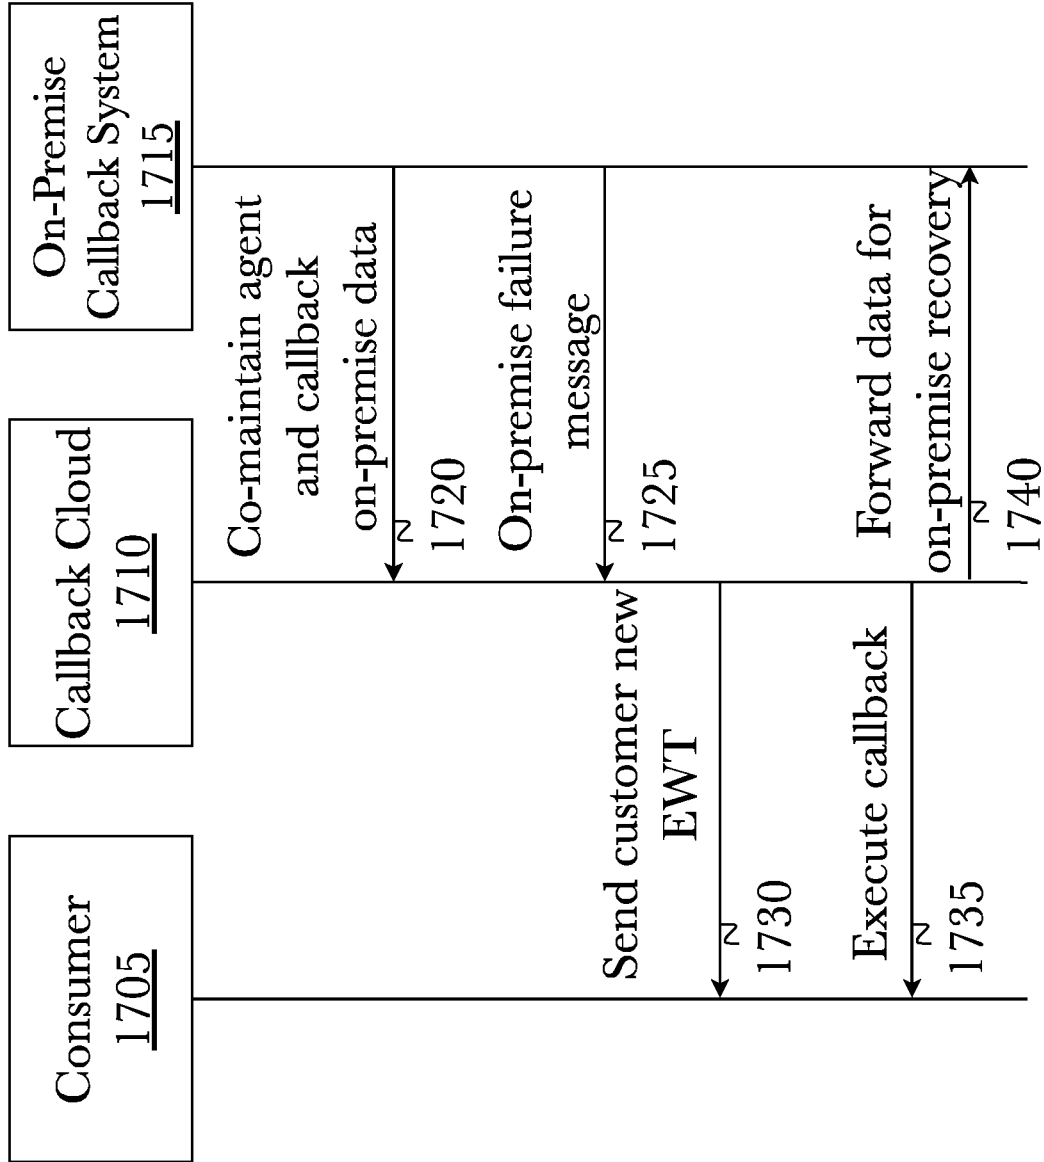 Consumer
1705
Callback Cloud
1710
On-Premise
Callback System
1715
Co-maintain agent
and callback
on-premise data
1720
On-premise failure
message
1725
Send customer new
EWT
1730
Execute callback
1735
Forward data for
on-premise recovery
1740